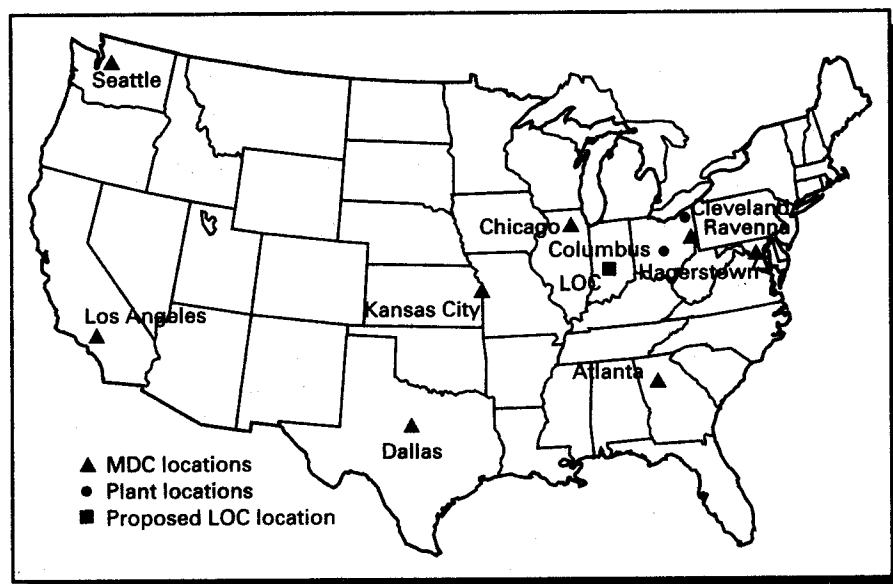 Seattle
Cleveland
Chicago
Ravenna
Columbus
LOC
Hagerstown
Kansas City
Los Angeles
Atlanta
Dallas
MDC locations
Plant locations
Proposed LOC location